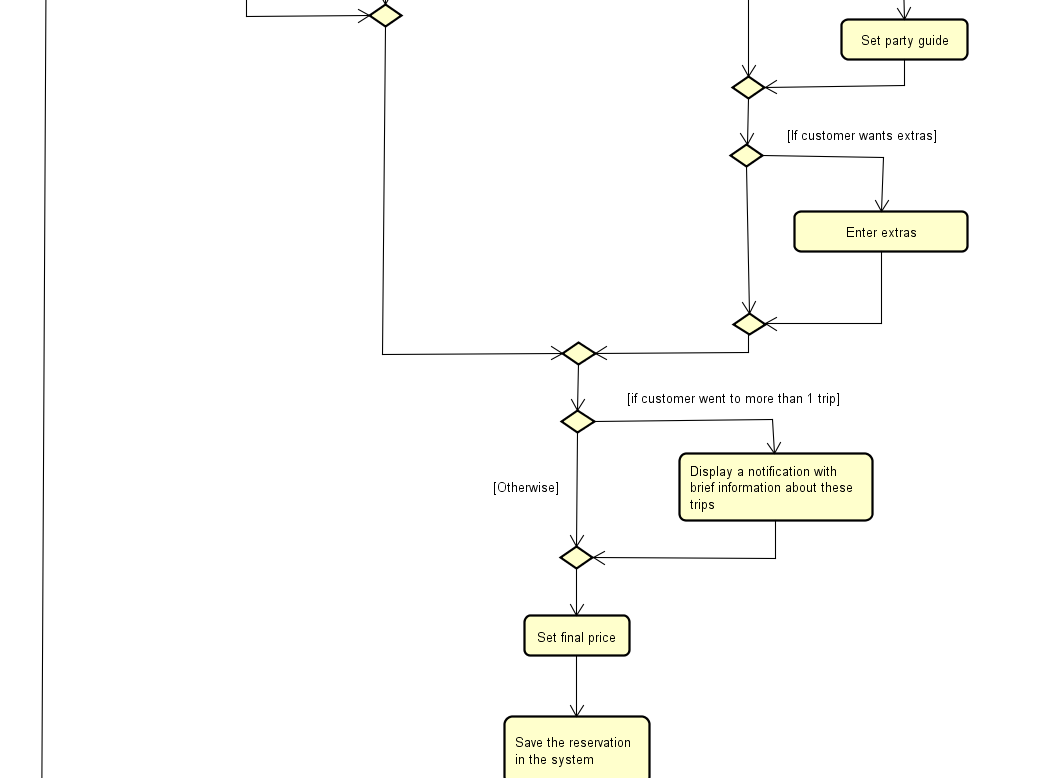 Set party guide
[If customer wants extras]
Enter extras
[if customer went to more than 1 trip]
Display a notification with
brief information about these
trips
[Otherwise]
Set final price
Save the reservation
in the system